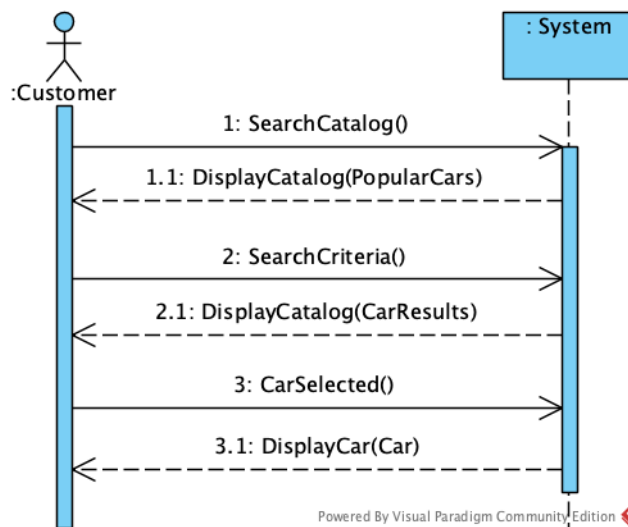 : System
:Customer
1: SearchCatalog()
1.1: DisplayCatalog(PopularCars)
2: SearchCriteria()
2.1: DisplayCatalog(CarResults)
3: CarSelected()
3.1: DisplayCar(Car)
Powered By Visual Paradigm Community Edition